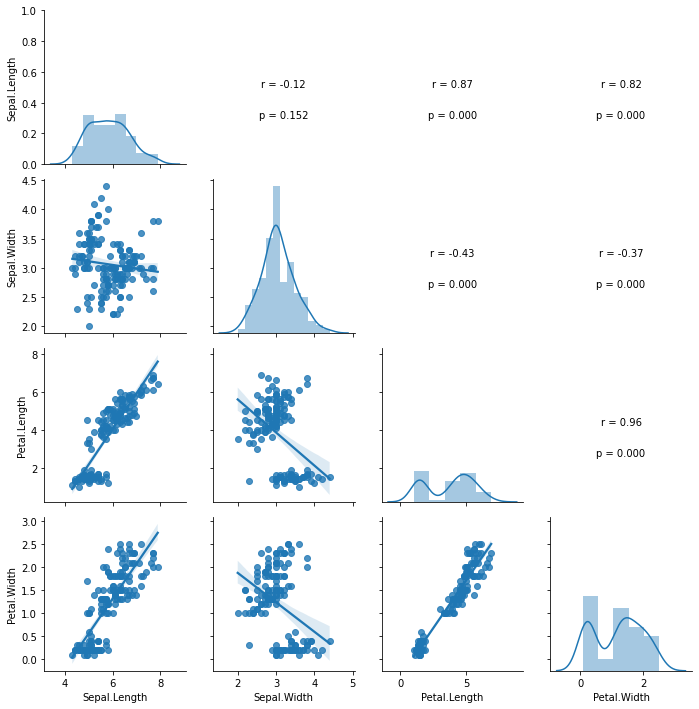 1.0
0.8
0.6
0.4
0.2
0.0
Sepal.Length
r = -0.12
p = 0.152
r = 0.87
p = 0.000
r = 0.82
p = 0.000
4.5
4.0
3.5
3.0
2.5
2.0
Sepal.Width
r = -0.43
p = 0.000
r = -0.37
p = 0.000
8
6
4
2
Petal.Length
r = 0.96
p = 0.000
3.0
2.5
2.0
1.5
1.0
0.5
0.0
Petal.Width
4 6 8
Sepal.Length
2 3 4 5
Sepal.Width
0 5
Petal.Length
0 2
Petal.Width